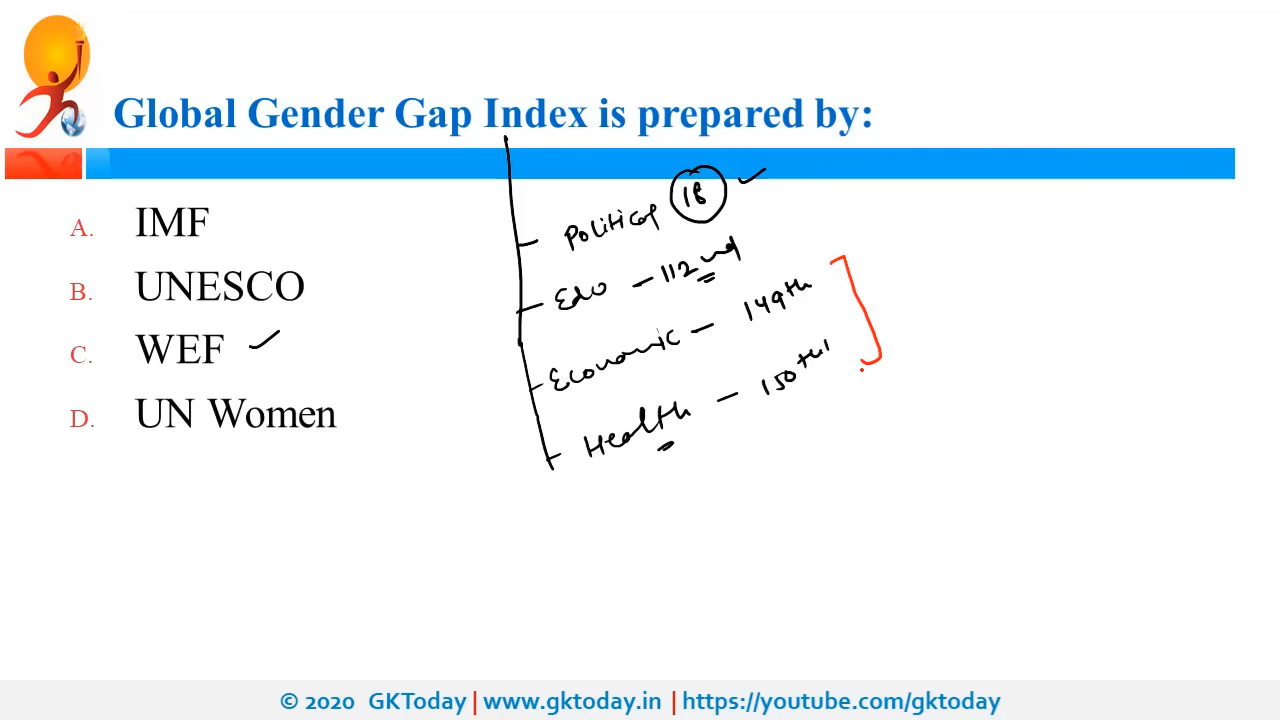 Global Gender Gap Index is prepared by:
A. IMF
B. UNESCO
C. WEF
D. UN Women
Political 18
Edu - 112nd
Economic - 149th
Health - 150th
© 2020 GKToday | www.gktoday.in | https://youtube.com/gktoday